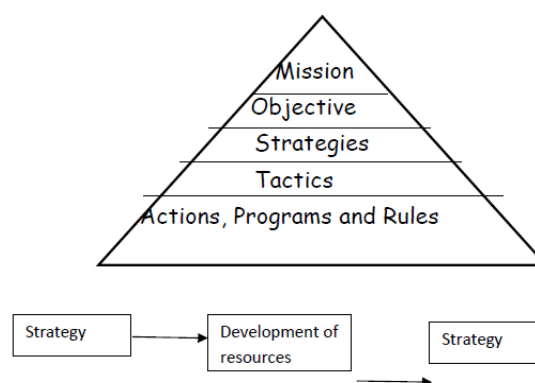 Mission
Objective
Strategies
Tactics
Actions, Programs and Rules
Strategy
Development of
resources
Strategy